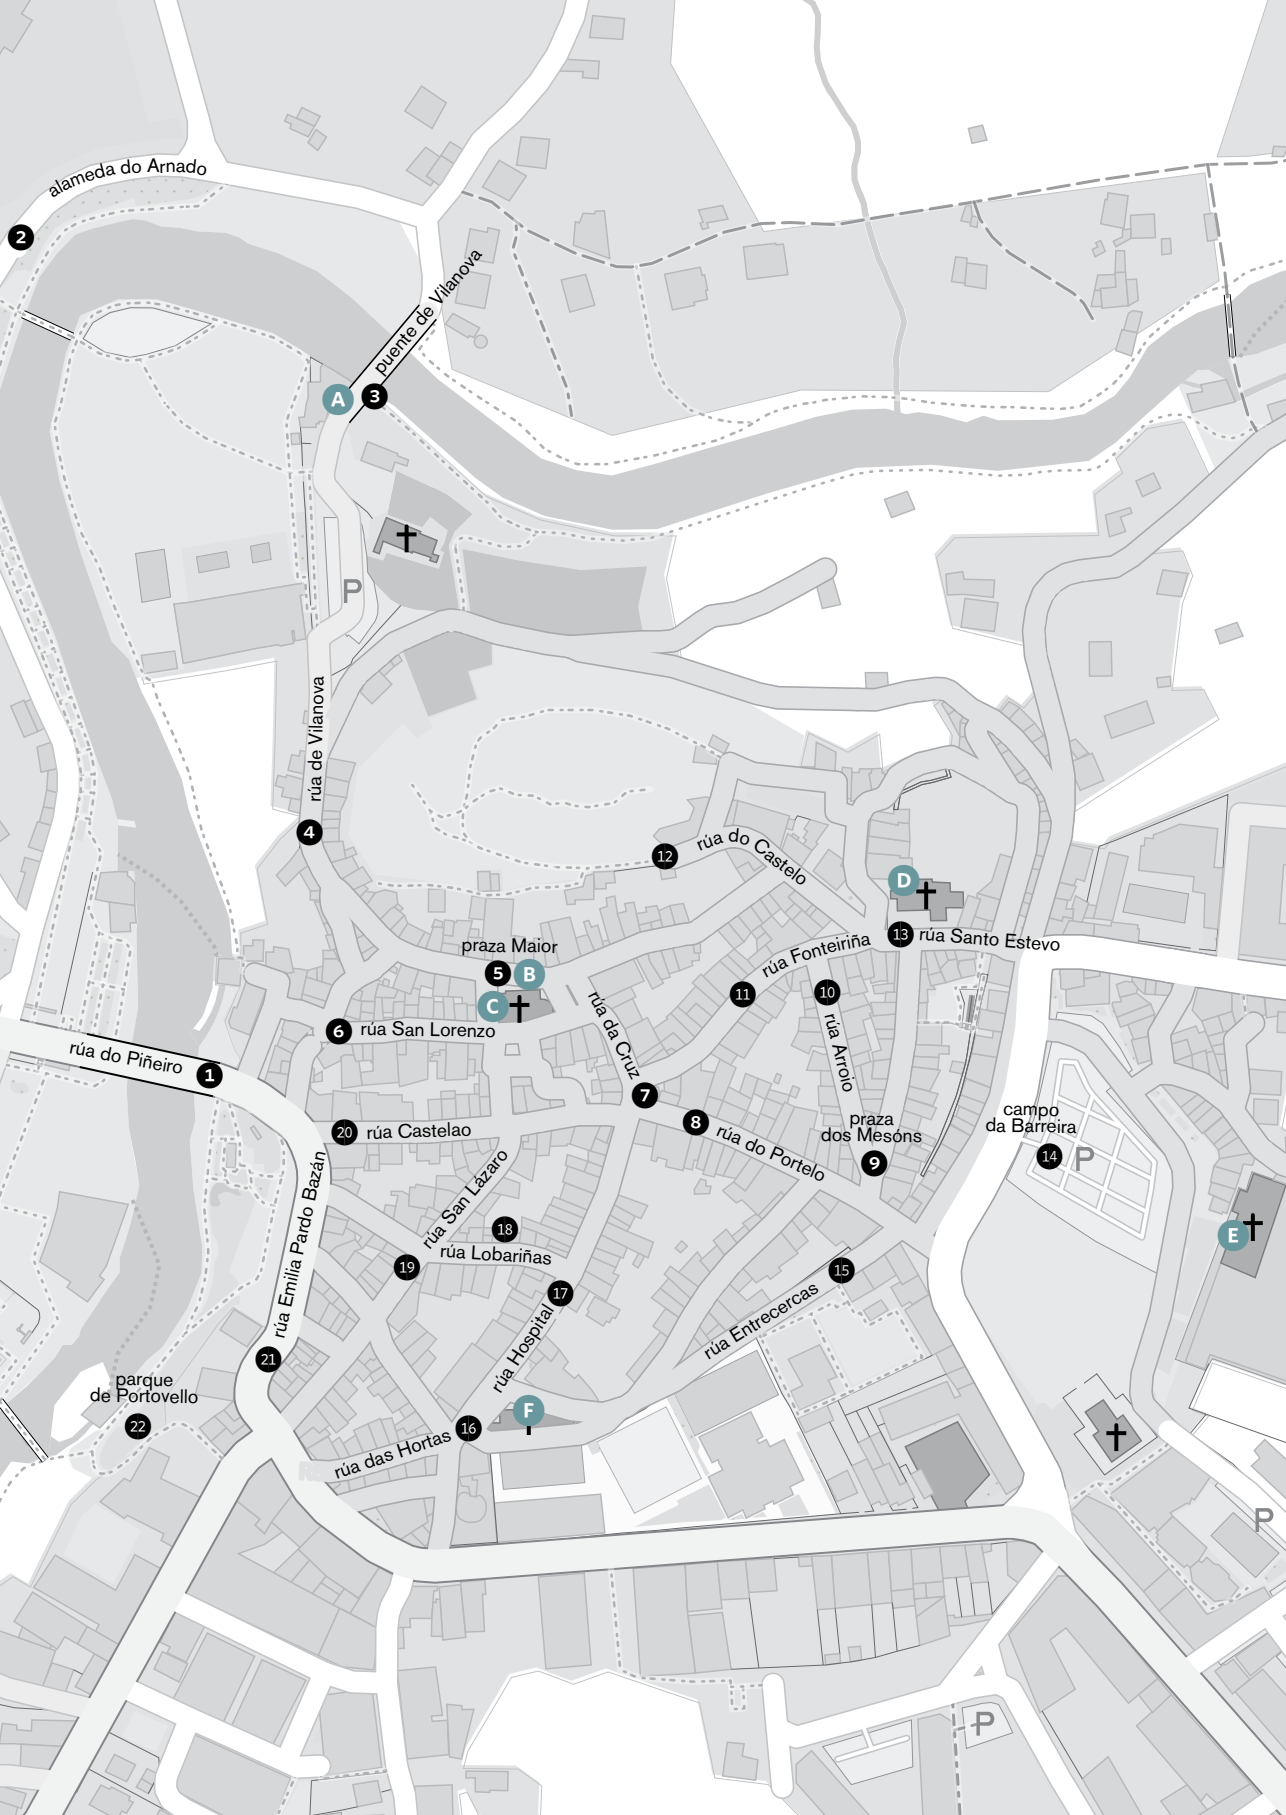 alameda do Arnado
2
puente de Vilanova
A
3
P
rúa de Vilanova
4
12
rúa do Castelo
D
13
rúa Santo Estevo
praza Maior
5
B
C
rúa Fonteiriña
11
10
rúa Arroio
6
rúa San Lorenzo
rúa da Cruz
rúa do Piñeiro
1
7
8
rúa do Portelo
praza
dos Mesóns
9
campo
da Barreira
14
P
20
rúa Castelao
rúa San Lázaro
18
rúa Lobariñas
19
E
rúa Emilia Pardo Bazán
17
rúa Hospital
15
rúa Entrecercas
21
parque
de Portovello
22
F
16
rúa das Hortas
P
P